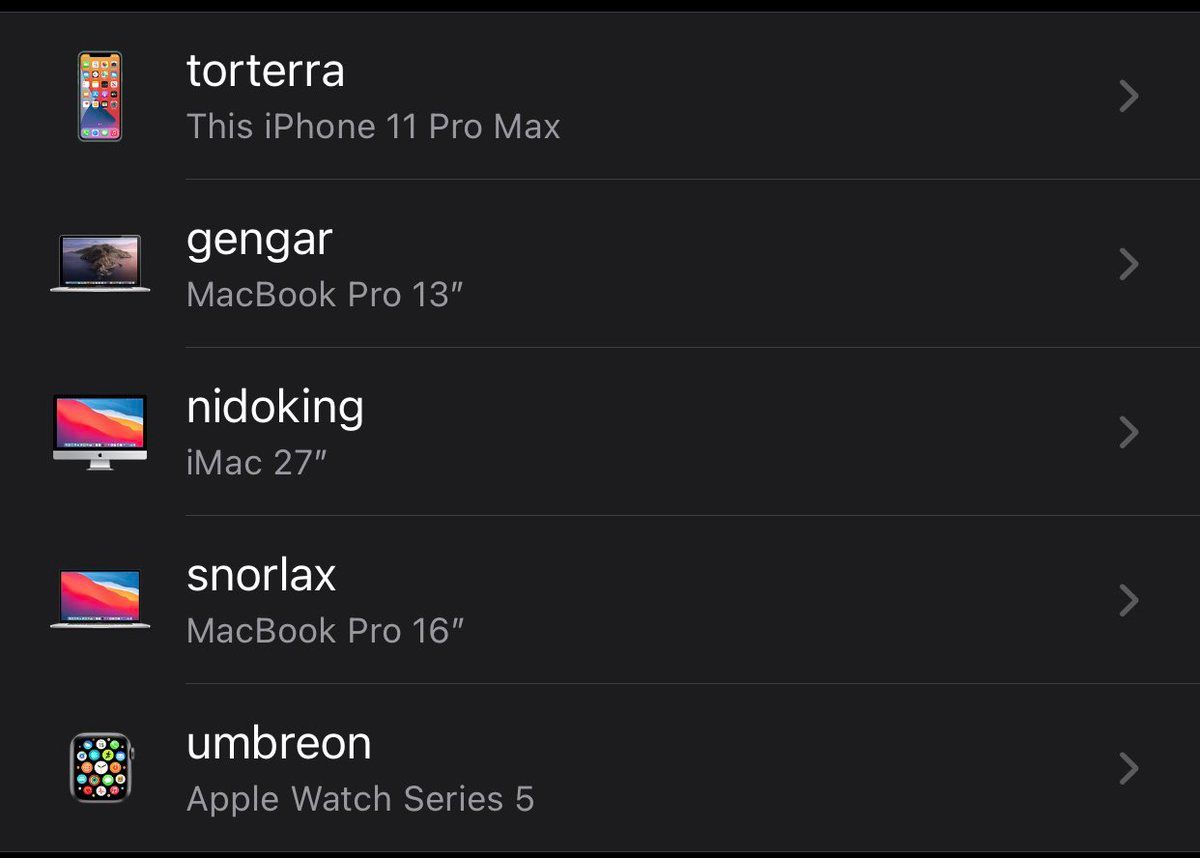 torterra
This iPhone 11 Pro Max
gengar
MacBook Pro 13″
nidoking
iMac 27″
snorlax
MacBook Pro 16″
umbreon
Apple Watch Series 5